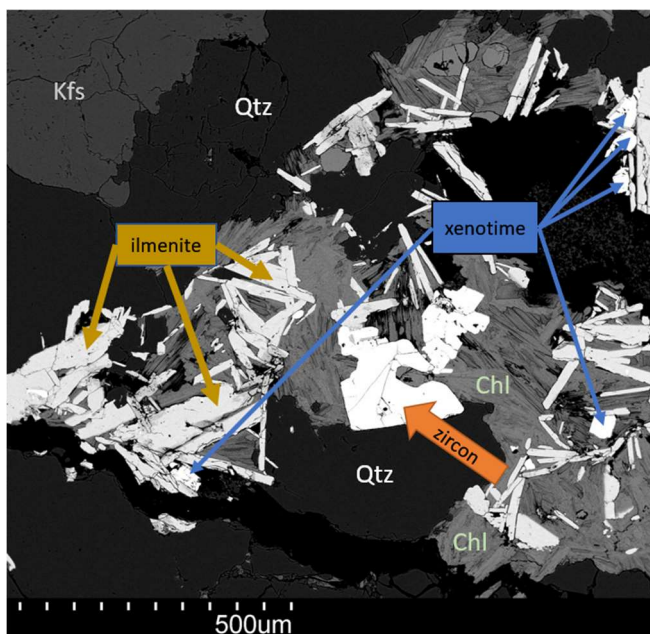 Kfs
Qtz
ilmenite
xenotime
Chl
zircon
Qtz
Chl
500um